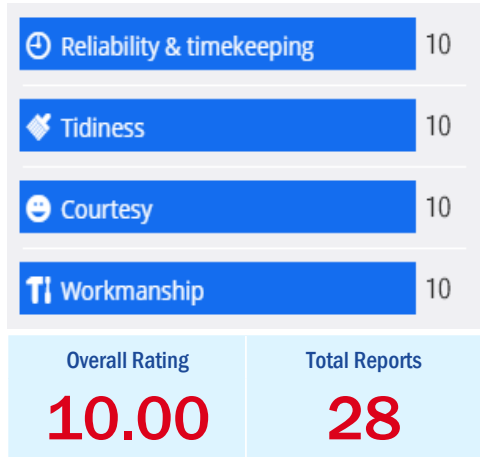 Reliability & timekeeping 10
Tidiness 10
Courtesy 10
Workmanship 10
Overall Rating Total Reports
10.00 28